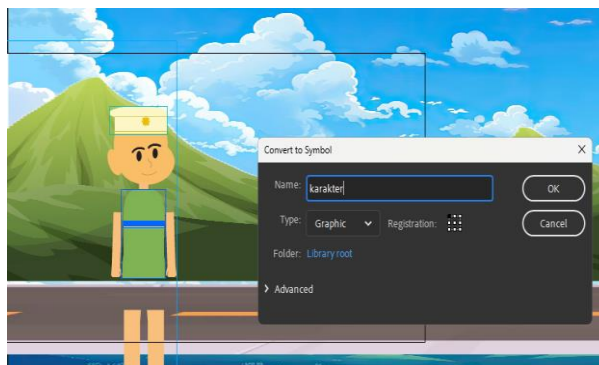 Convert to Symbol X
Name: karakter OK
Type: Graphic Registration: Cancel
Folder: Library root
Advanced